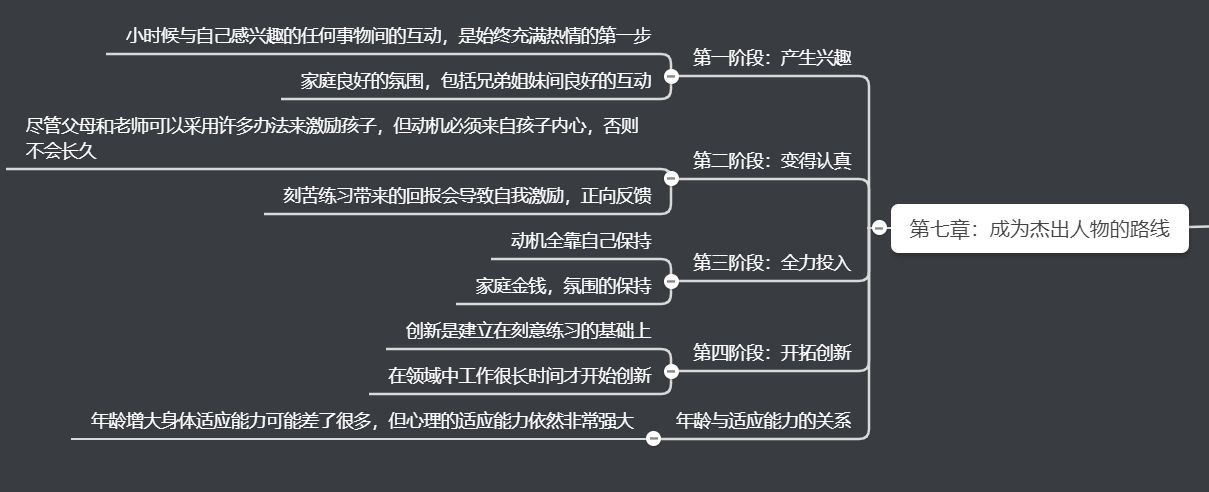 小时候与自己感兴趣的任何事物间的互动，是始终充满热情的第一步
第一阶段：产生兴趣
家庭良好的氛围，包括兄弟姐妹间良好的互动
尽管父母和老师可以采用许多办法来激励孩子，但动机必须来自孩子内心，否则
不会长久
第二阶段：变得认真
刻苦练习带来的回报会导致自我激励，正向反馈
第七章：成为杰出人物的路线
动机全靠自己保持
第三阶段：全力投入
家庭金钱，氛围的保持
创新是建立在刻意练习的基础上
第四阶段：开拓创新
在领域中工作很长时间才开始创新
年龄增大身体适应能力可能差了很多，但心理的适应能力依然非常强大
年龄与适应能力的关系